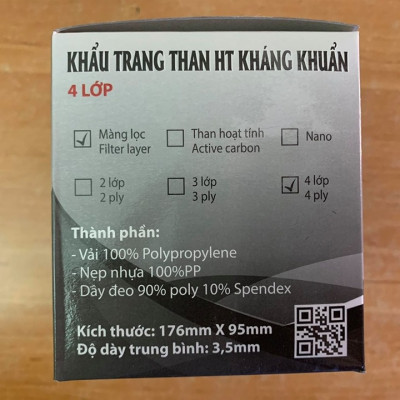 KHẨU TRANG THAN HT KHÁNG KHUẨN
4 LỚP
Màng lọc Than hoạt tính Nano
Filter layer Active carbon
2 lớp 3 lớp 4 lớp
2 ply 3 ply 4 ply
Thành phần:
- Vải 100% Polypropylene
- Nẹp nhựa 100%PP
- Dây đeo 90% poly 10% Spendex
Kích thước: 176mm X 95mm
Độ dày trung bình: 3,5mm